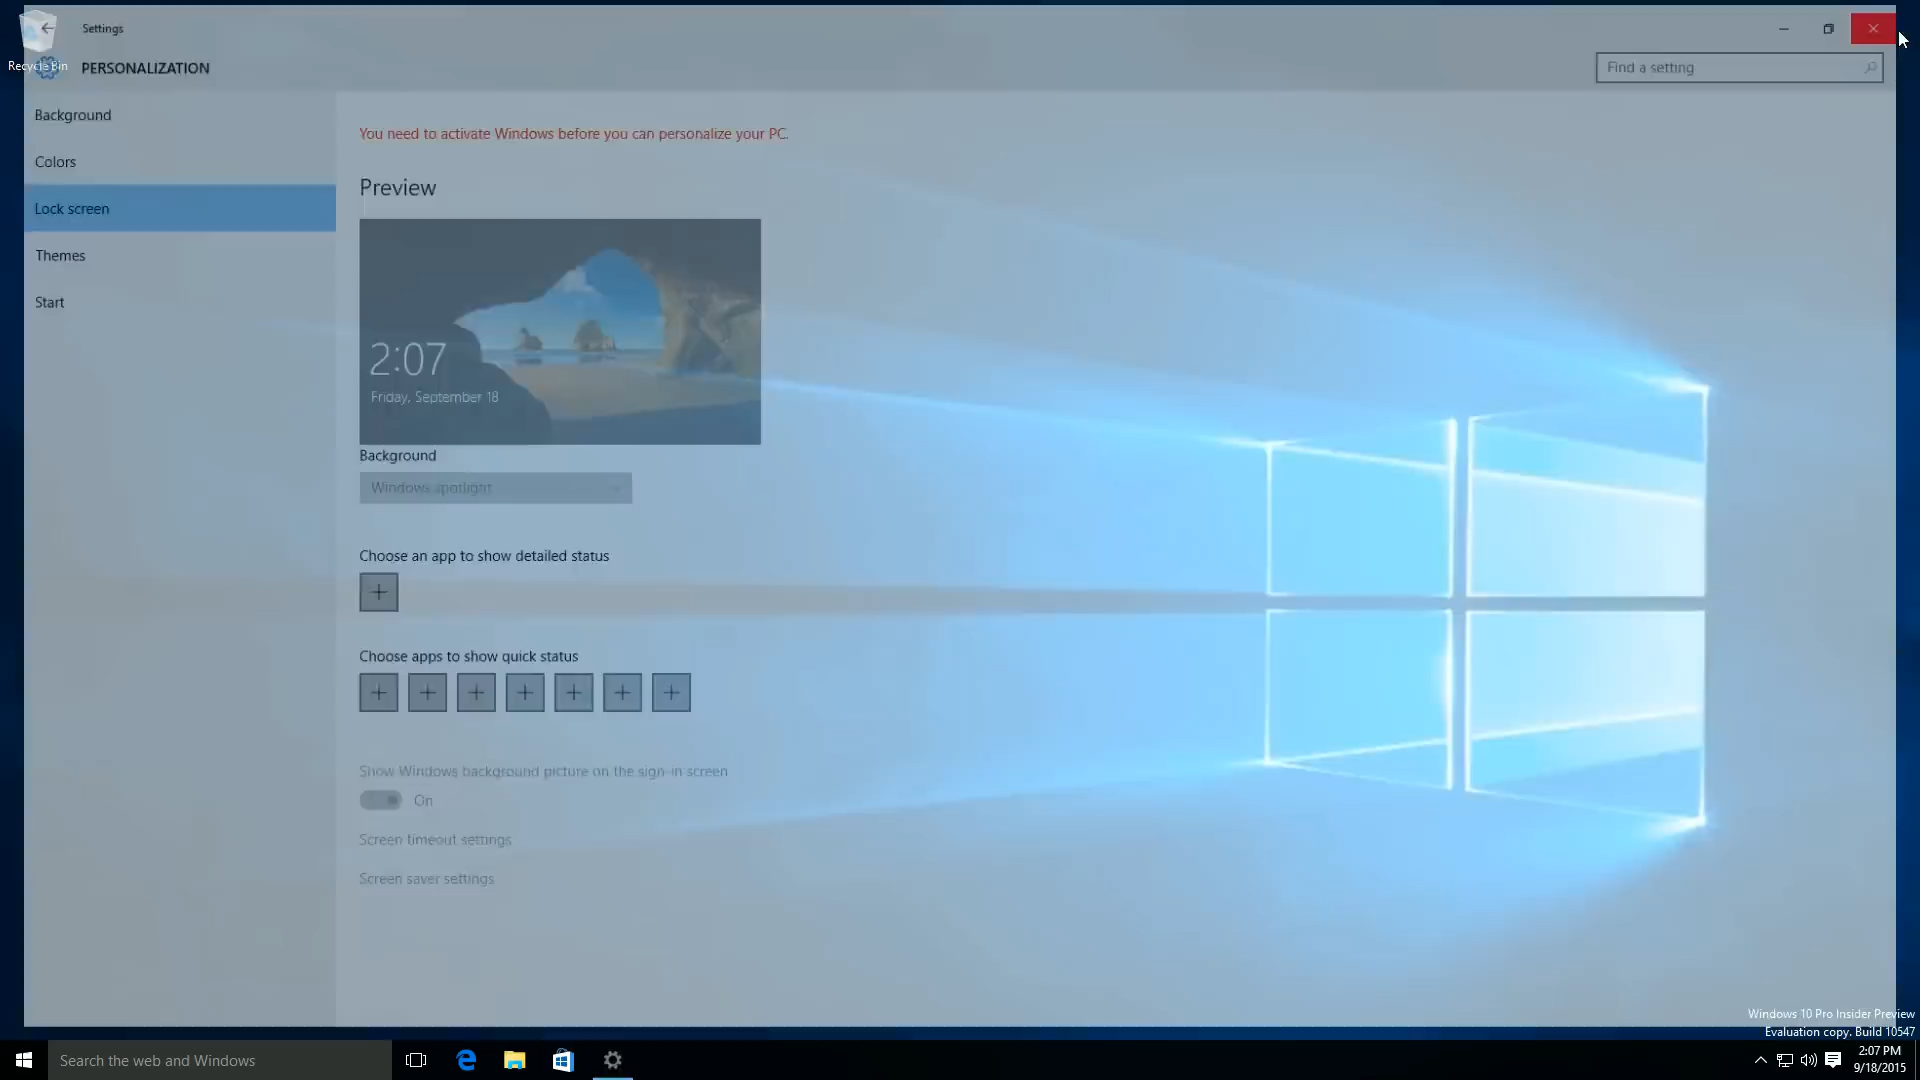 Settings
Recycle Bin
PERSONALIZATION
Find a setting
Background
Colors
Lock screen
Themes
Start
You need to activate Windows before you can personalize your PC.
Preview
2:07
Friday, September 18
Background
Windows spotlight
Choose an app to show detailed status
Choose apps to show quick status
Show Windows background picture on the sign-in screen
On
Screen timeout settings
Screen saver settings
Windows 10 Pro Insider Preview
Evaluation copy. Build 10547
Search the web and Windows
2:07 PM
9/18/2015